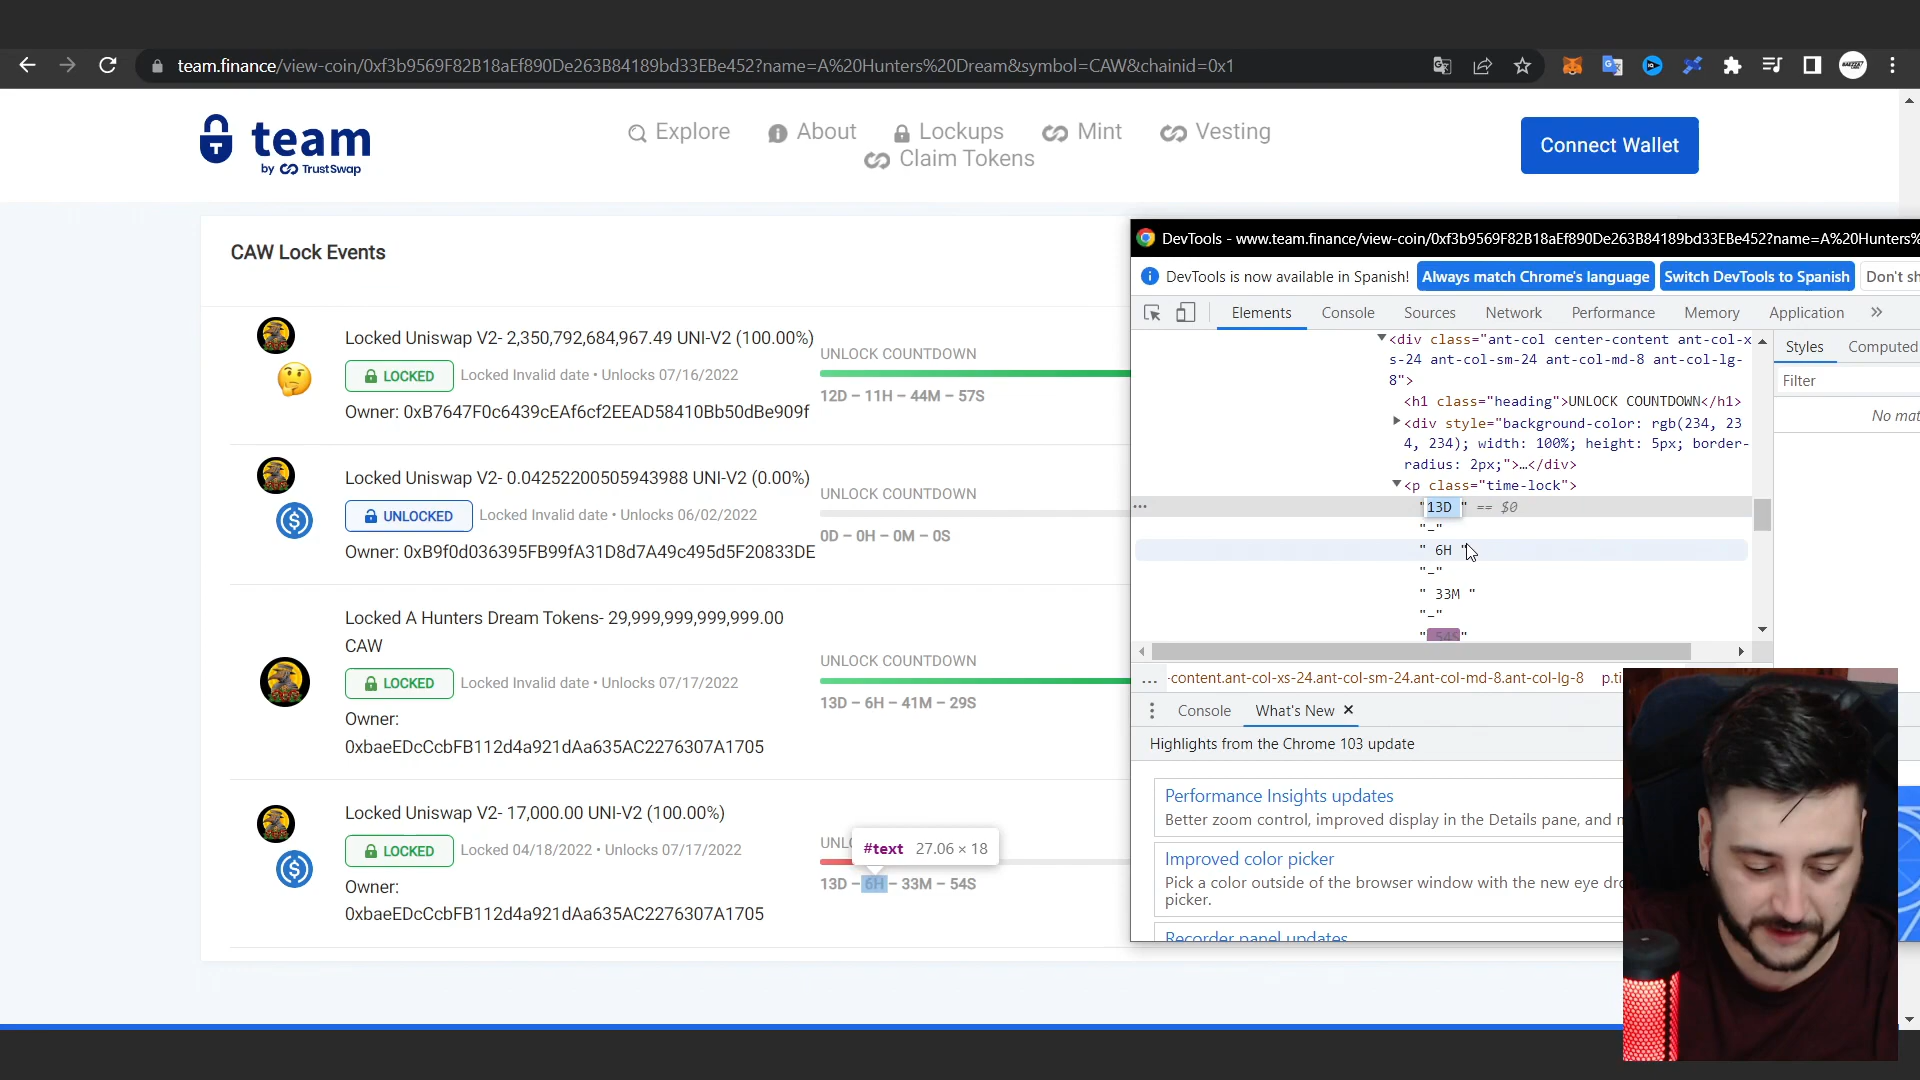 team.finance/view-coin/0xf3b9569F82B18aEf890De263B84189bd33EBe452?name=A%20Hunters%20Dream&symbol=CAW&chainid=0x1
team
by TrustSwap
Explore
About
Lockups
Mint
Vesting
Claim Tokens
Connect Wallet
CAW Lock Events
Locked Uniswap V2- 2,350,792,684,967.49 UNI-V2 (100.00%)
LOCKED
Locked Invalid date • Unlocks 07/16/2022
Owner: 0xB7647F0c6439cEAf6cf2EEAD58410Bb50dBe909f
UNLOCK COUNTDOWN
12D – 11H – 44M – 57S
Locked Uniswap V2- 0.04252200505943988 UNI-V2 (0.00%)
UNLOCKED
Locked Invalid date • Unlocks 06/02/2022
Owner: 0xB9f0d036395FB99fA31D8d7A49c495d5F20833DE
UNLOCK COUNTDOWN
0D – 0H – 0M – 0S
Locked A Hunters Dream Tokens- 29,999,999,999,999.00
CAW
LOCKED
Locked Invalid date • Unlocks 07/17/2022
Owner:
0xbaeEDcCcbFB112d4a921dAa635AC2276307A1705
UNLOCK COUNTDOWN
13D – 6H – 41M – 29S
Locked Uniswap V2- 17,000.00 UNI-V2 (100.00%)
LOCKED
Locked 04/18/2022 • Unlocks 07/17/2022
Owner:
0xbaeEDcCcbFB112d4a921dAa635AC2276307A1705
#text 27.06 × 18
13D – 6H – 33M – 54S
DevTools - www.team.finance/view-coin/0xf3b9569F82B18aEf890De263B84189bd33EBe452?name=A%20Hunters%
DevTools is now available in Spanish!
Always match Chrome's language
Switch DevTools to Spanish
Don't sh
Elements
Console
Sources
Network
Performance
Memory
Application
<div class="ant-col center-content ant-col-x
s-24 ant-col-sm-24 ant-col-md-8 ant-col-lg-
8">
<h1 class="heading">UNLOCK COUNTDOWN</h1>
<div style="background-color: rgb(234, 23
4, 234); width: 100%; height: 5px; border-
radius: 2px;">…</div>
<p class="time-lock">
"13D " == $0
"–"
" 6H "
"–"
" 33M "
"–"
" 54S"
Styles
Computed
Filter
No mat
… -content.ant-col-xs-24.ant-col-sm-24.ant-col-md-8.ant-col-lg-8 p.ti
Console
What's New
Highlights from the Chrome 103 update
Performance Insights updates
Better zoom control, improved display in the Details pane, and n
Improved color picker
Pick a color outside of the browser window with the new eye dro
picker.
Recorder panel updates